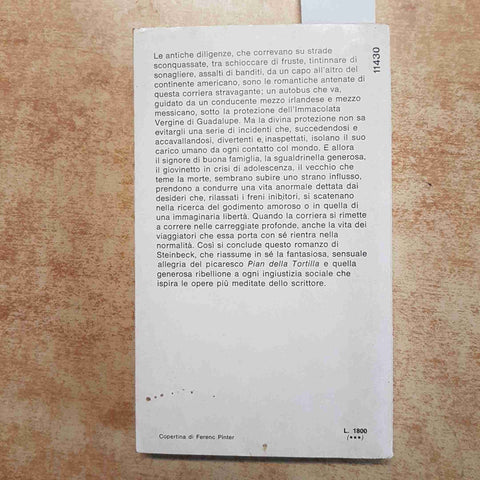 Le antiche diligenze, che correvano su strade
sconquassate, tra schioccare di fruste, tintinnare di
sonagliere, assalti di banditi, da un capo all'altro del
continente americano, sono le romantiche antenate di
questa corriera stravagante; un autobus che va,
guidato da un conducente mezzo irlandese e mezzo
messicano, sotto la protezione dell'Immacolata
Vergine di Guadalupe. Ma la divina protezione non sa
evitargli una serie di incidenti che, succedendosi e
accavallandosi, divertenti e inaspettati, isolano il suo
carico umano da ogni contatto col mondo. E allora
il signore di buona famiglia, la sgualdrinella generosa,
il giovinetto in crisi di adolescenza, il vecchio che
teme la morte, sembrano subire uno strano influsso,
prendono a condurre una vita anormale dettata dai
desideri che, rilassati i freni inibitori, si scatenano
nella ricerca del godimento amoroso o in quella di
una immaginaria libertà. Quando la corriera si rimette
a correre nelle carreggiate profonde, anche la vita dei
viaggiatori che essa porta con sé rientra nella
normalità. Così si conclude questo romanzo di
Steinbeck, che riassume in sé la fantasiosa, sensuale
allegria del picaresco Pian della Tortilla e quella
generosa ribellione a ogni ingiustizia sociale che
ispira le opere più meditate dello scrittore.
11430
Copertina di Ferenc Pinter
L. 1800
(•••)